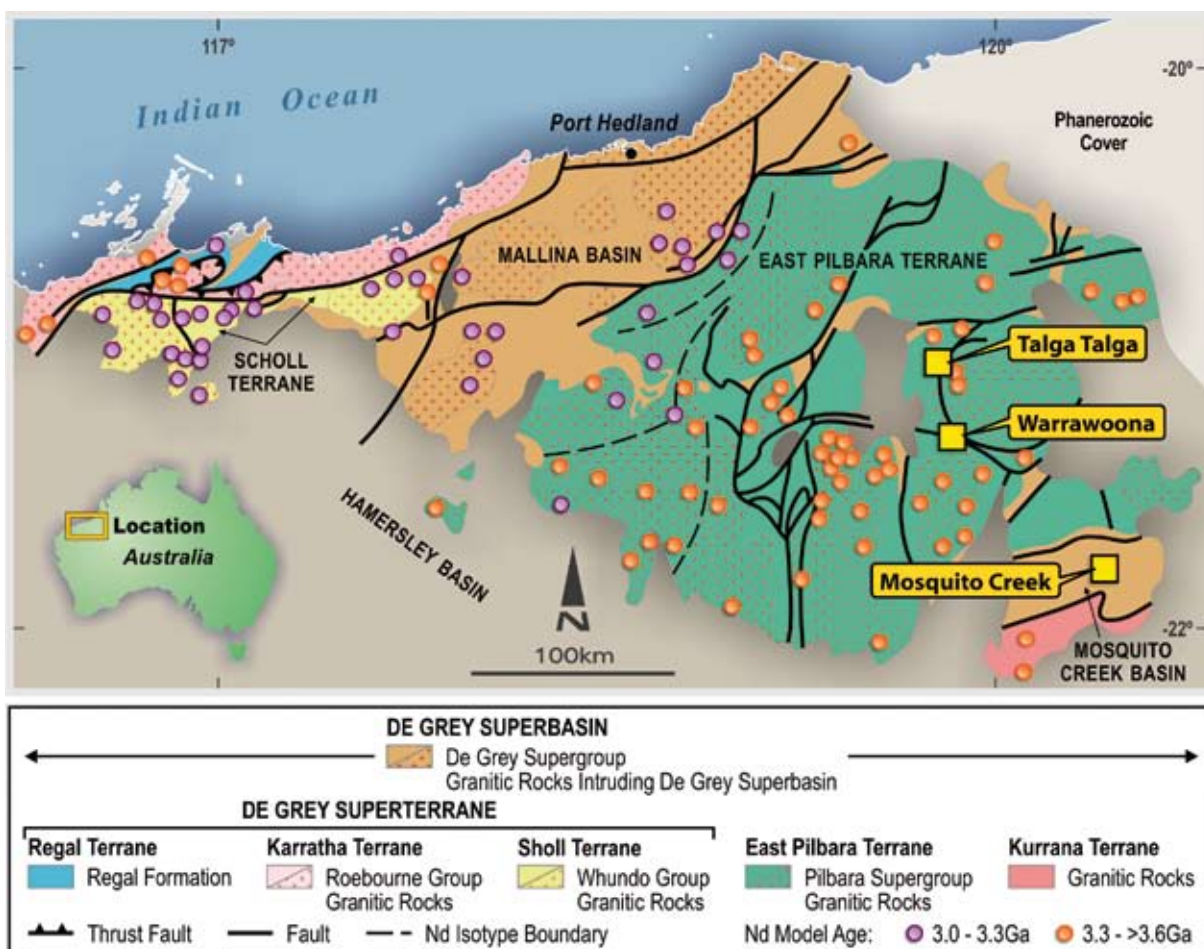 117º
120º
-20º
Indian Ocean
Port Hedland
Phanerozoic
Cover
MALLINA BASIN
EAST PILBARA TERRANE
SCHOLL
TERRANE
Talga Talga
Warrawoona
HAMERSLEY BASIN
Location
Australia
Mosquito Creek
N
100km
-22º
MOSQUITO
CREEK BASIN
DE GREY SUPERBASIN
De Grey Supergroup
Granitic Rocks Intruding De Grey Superbasin
DE GREY SUPERTERRANE
Regal Terrane Karratha Terrane Sholl Terrane East Pilbara Terrane Kurrana Terrane
Regal Formation Roebourne Group Whundo Group Pilbara Supergroup Granitic Rocks
Granitic Rocks Granitic Rocks Granitic Rocks
Thrust Fault Fault Nd Isotype Boundary Nd Model Age: 3.0 - 3.3Ga 3.3 - >3.6Ga